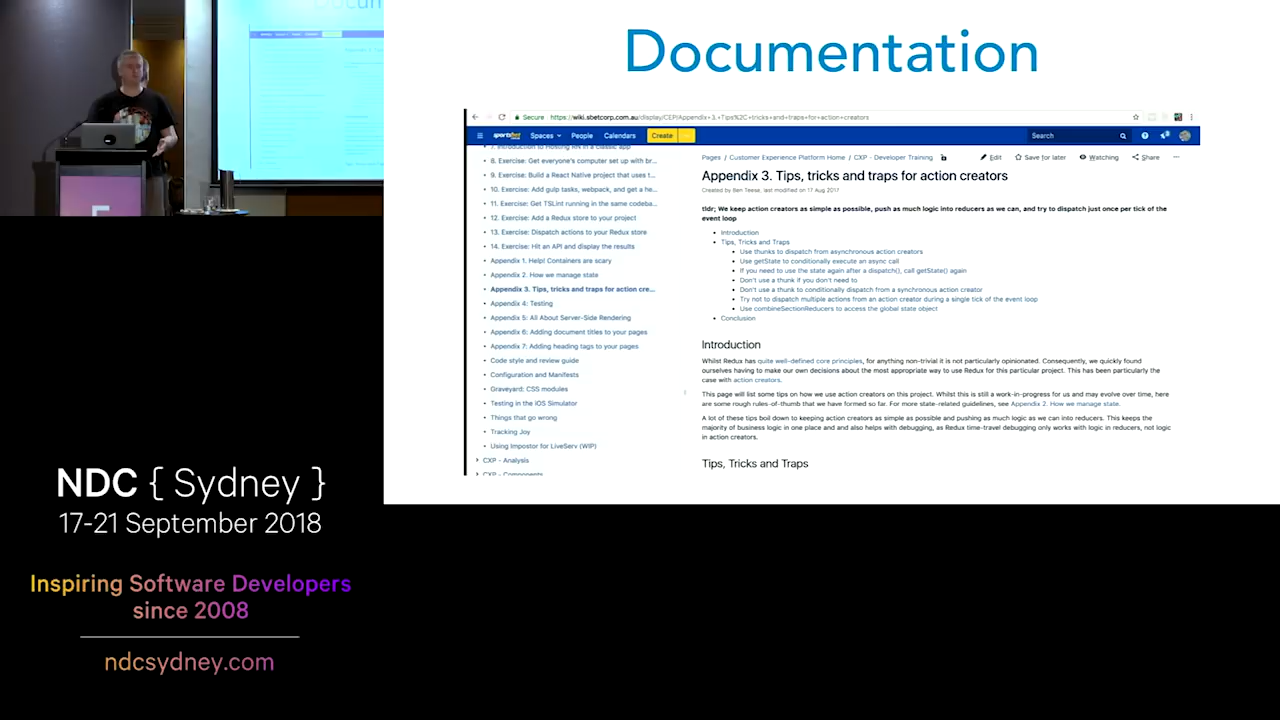 Documentation
Secure https://wiki.sbetcorp.com.au/display/CEP/Appendix+3.+Tips%2C+tricks+and+traps+for+action+creators
sportsbet Spaces People Calendars Create Search
7. Introduction to Hosting RN in a classic app
8. Exercise: Get everyone's computer set up with br...
9. Exercise: Build a React Native project that uses t...
10. Exercise: Add gulp tasks, webpack, and get a he...
11. Exercise: Get TSLint running in the same codeba...
12. Exercise: Add a Redux store to your project
13. Exercise: Dispatch actions to your Redux store
14. Exercise: Hit an API and display the results
Appendix 1. Help! Containers are scary
Appendix 2. How we manage state
Appendix 3. Tips, tricks and traps for action cre...
Appendix 4: Testing
Appendix 5: All About Server-Side Rendering
Appendix 6: Adding document titles to your pages
Appendix 7: Adding heading tags to your pages
Code style and review guide
Configuration and Manifests
Graveyard: CSS modules
Testing in the iOS Simulator
Things that go wrong
Tracking Joy
Using Impostor for LiveServ (WIP)
CXP - Analysis
CXP - Components
Pages / Customer Experience Platform Home / CXP - Developer Training
Edit Save for later Watching Share ...
Appendix 3. Tips, tricks and traps for action creators
Created by Ben Teese, last modified on 17 Aug 2017
tldr; We keep action creators as simple as possible, push as much logic into reducers as we can, and try to dispatch just once per tick of the
event loop
Introduction
Tips, Tricks and Traps
Use thunks to dispatch from asynchronous action creators
Use getState to conditionally execute an async call
If you need to use the state again after a dispatch(), call getState() again
Don't use a thunk if you don't need to
Don't use a thunk to conditionally dispatch from a synchronous action creator
Try not to dispatch multiple actions from an action creator during a single tick of the event loop
Use combineSectionReducers to access the global state object
Conclusion
Introduction
Whilst Redux has quite well-defined core principles, for anything non-trivial it is not particularly opinionated. Consequently, we quickly found
ourselves having to make our own decisions about the most appropriate way to use Redux for this particular project. This has been particularly the
case with action creators.
This page will list some tips on how we use action creators on this project. Whilst this is still a work-in-progress for us and may evolve over time, here
are some rough rules-of-thumb that we have formed so far. For more state-related guidelines, see Appendix 2. How we manage state.
A lot of these tips boil down to keeping action creators as simple as possible and pushing as much logic as we can into reducers. This keeps the
majority of business logic in one place and and also helps with debugging, as Redux time-travel debugging only works with logic in reducers, not logic
in action creators.
Tips, Tricks and Traps
NDC { Sydney }
17-21 September 2018
Inspiring Software Developers
since 2008
ndcsydney.com